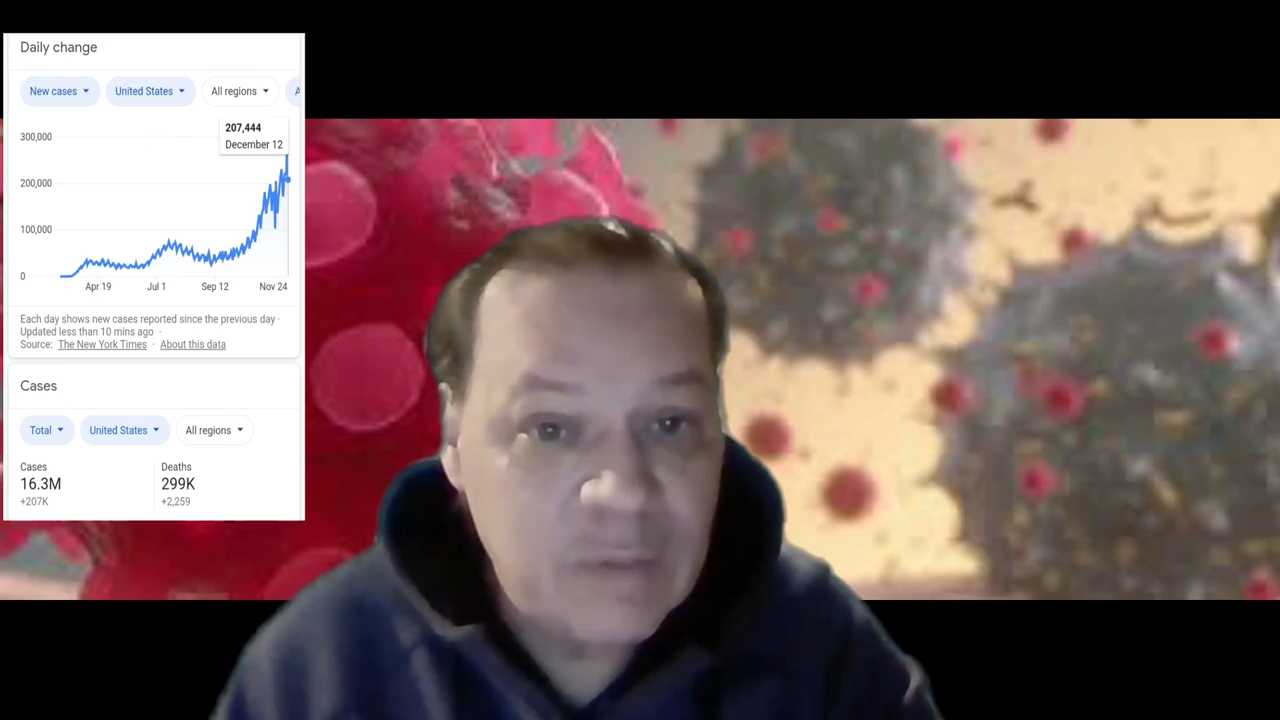 Daily change
New cases United States All regions A
207,444
December 12
300,000
200,000
100,000
0
Apr 19 Jul 1 Sep 12 Nov 24
Each day shows new cases reported since the previous day ·
Updated less than 10 mins ago ·
Source: The New York Times · About this data
Cases
Total United States All regions
Cases Deaths
16.3M 299K
+207K +2,259